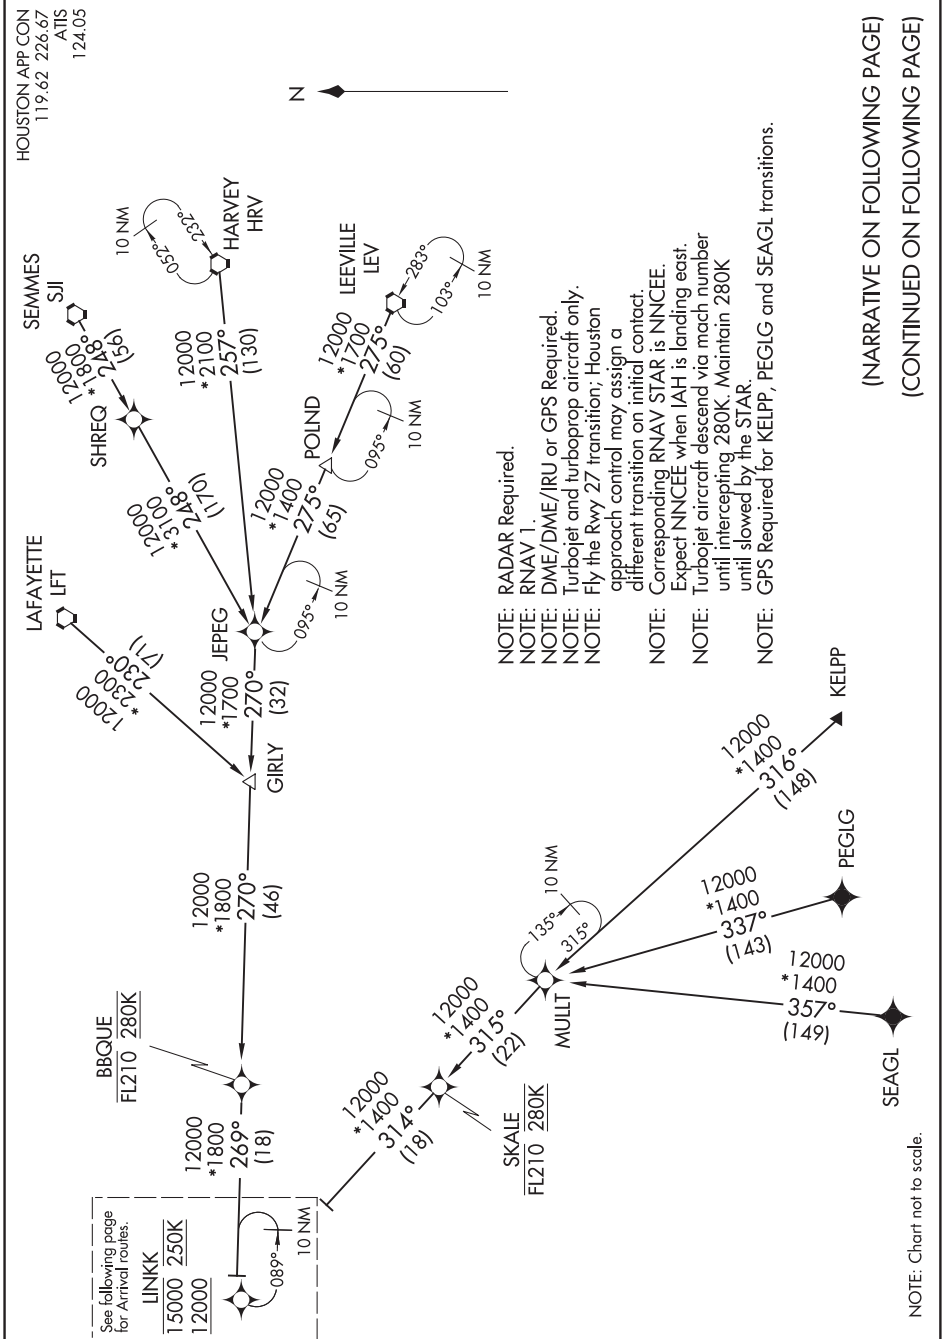 HOUSTON APP CON
119.62 226.67
ATIS
124.05
N
LAFAYETTE
LFT
12000
*2300
230°
(71)
SEMMES
SJI
12000
*1800
248°
(56)
SHREQ
12000
*3100
248°
(170)
10 NM
052°
232°
HARVEY
HRV
12000
*2100
257°
(130)
LEEVILLE
LEV
283°
103°
10 NM
12000
*1700
275°
(60)
POLND
095°
10 NM
12000
*1400
275°
(65)
JEPEG
095°
10 NM
12000
*1700
270°
(32)
GIRLY
12000
*1800
270°
(46)
BBQUE
FL210 280K
12000
*1800
269°
(18)
See following page
for Arrival routes.
LINKK
15000 250K
12000
089°
10 NM
12000
*1400
314°
(18)
SKALE
FL210 280K
12000
*1400
315°
(22)
MULLT
135°
315°
10 NM
12000
*1400
316°
(148)
KELPP
12000
*1400
337°
(143)
PEGLG
12000
*1400
357°
(149)
SEAGL
NOTE: RADAR Required.
NOTE: RNAV 1.
NOTE: DME/DME/IRU or GPS Required.
NOTE: Turbojet and turboprop aircraft only.
NOTE: Fly the Rwy 27 transition; Houston
approach control may assign a
different transition on initial contact.
NOTE: Corresponding RNAV STAR is NNCEE.
Expect NNCEE when IAH is landing east.
NOTE: Turbojet aircraft descend via mach number
until intercepting 280K. Maintain 280K
until slowed by the STAR.
NOTE: GPS Required for KELPP, PEGLG and SEAGL transitions.
(NARRATIVE ON FOLLOWING PAGE)
(CONTINUED ON FOLLOWING PAGE)
NOTE: Chart not to scale.